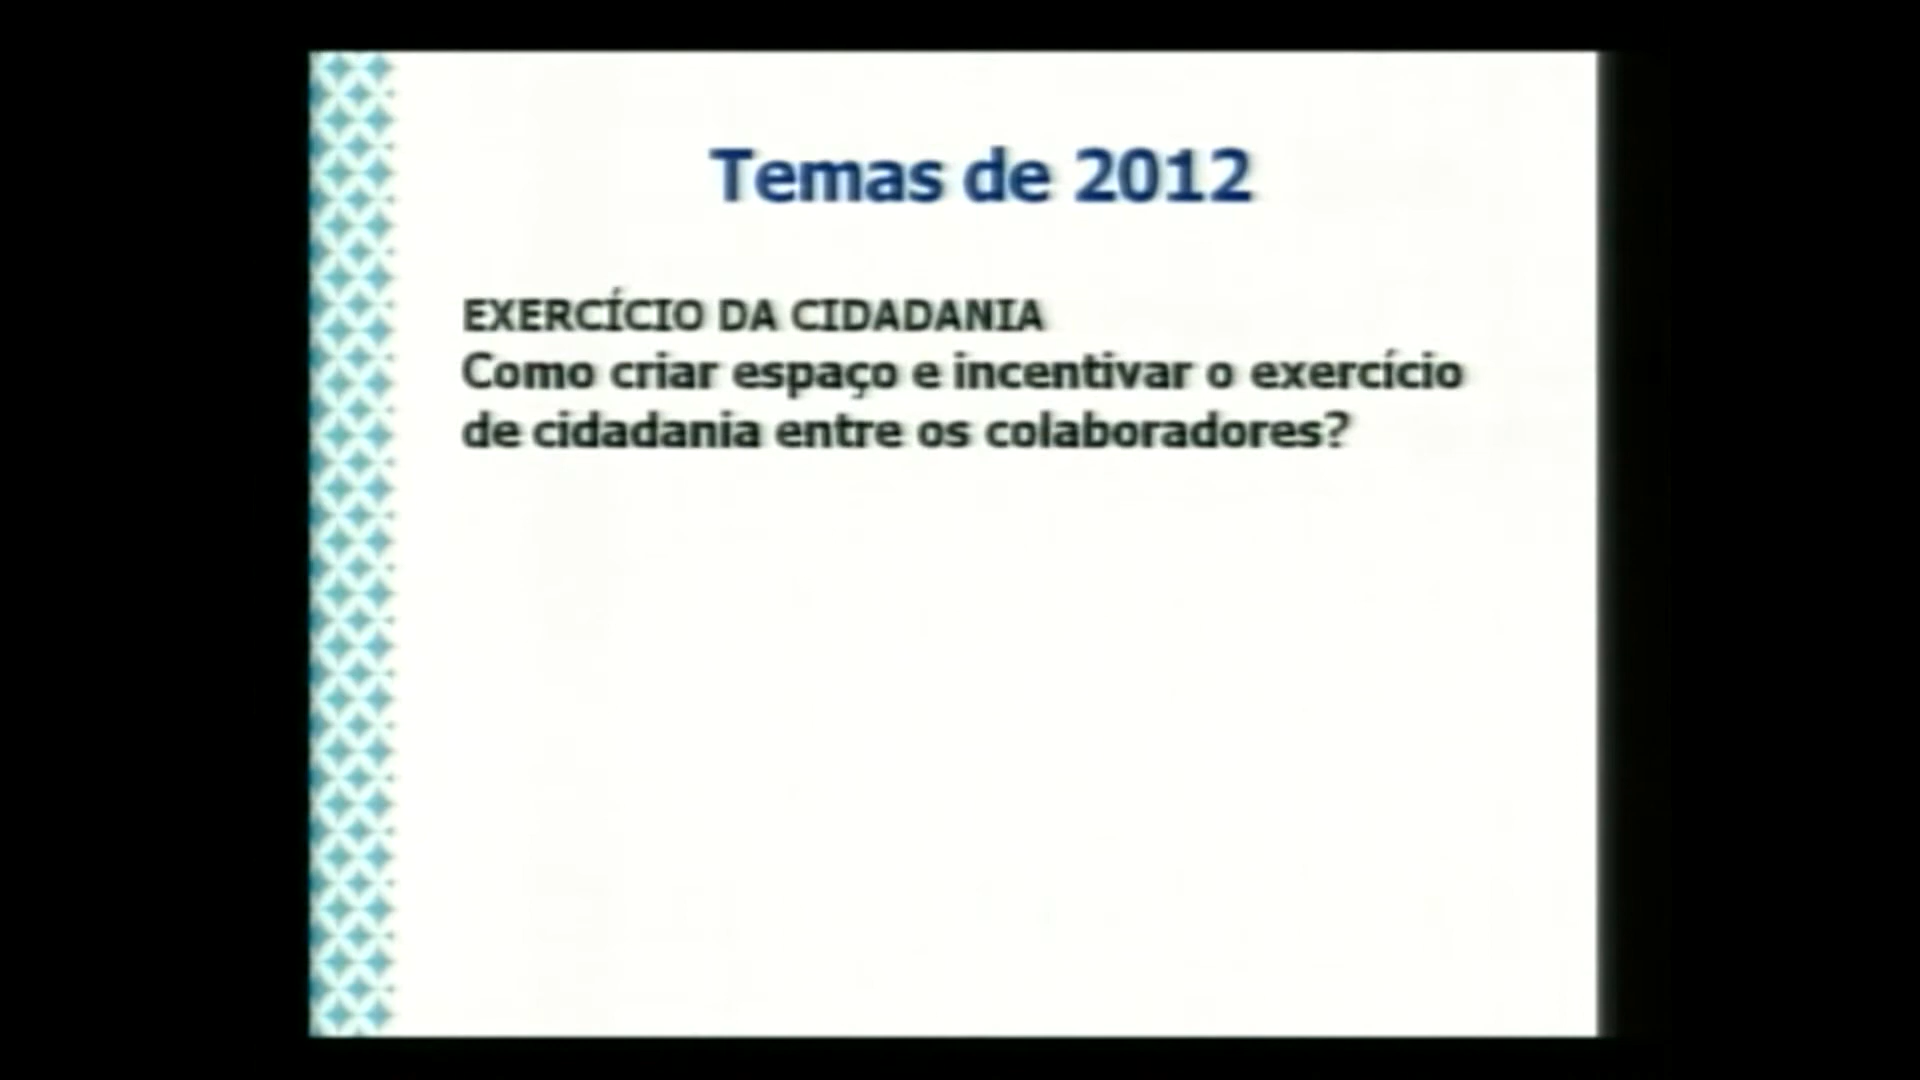 Temas de 2012
EXERCÍCIO DA CIDADANIA
Como criar espaço e incentivar o exercício
de cidadania entre os colaboradores?